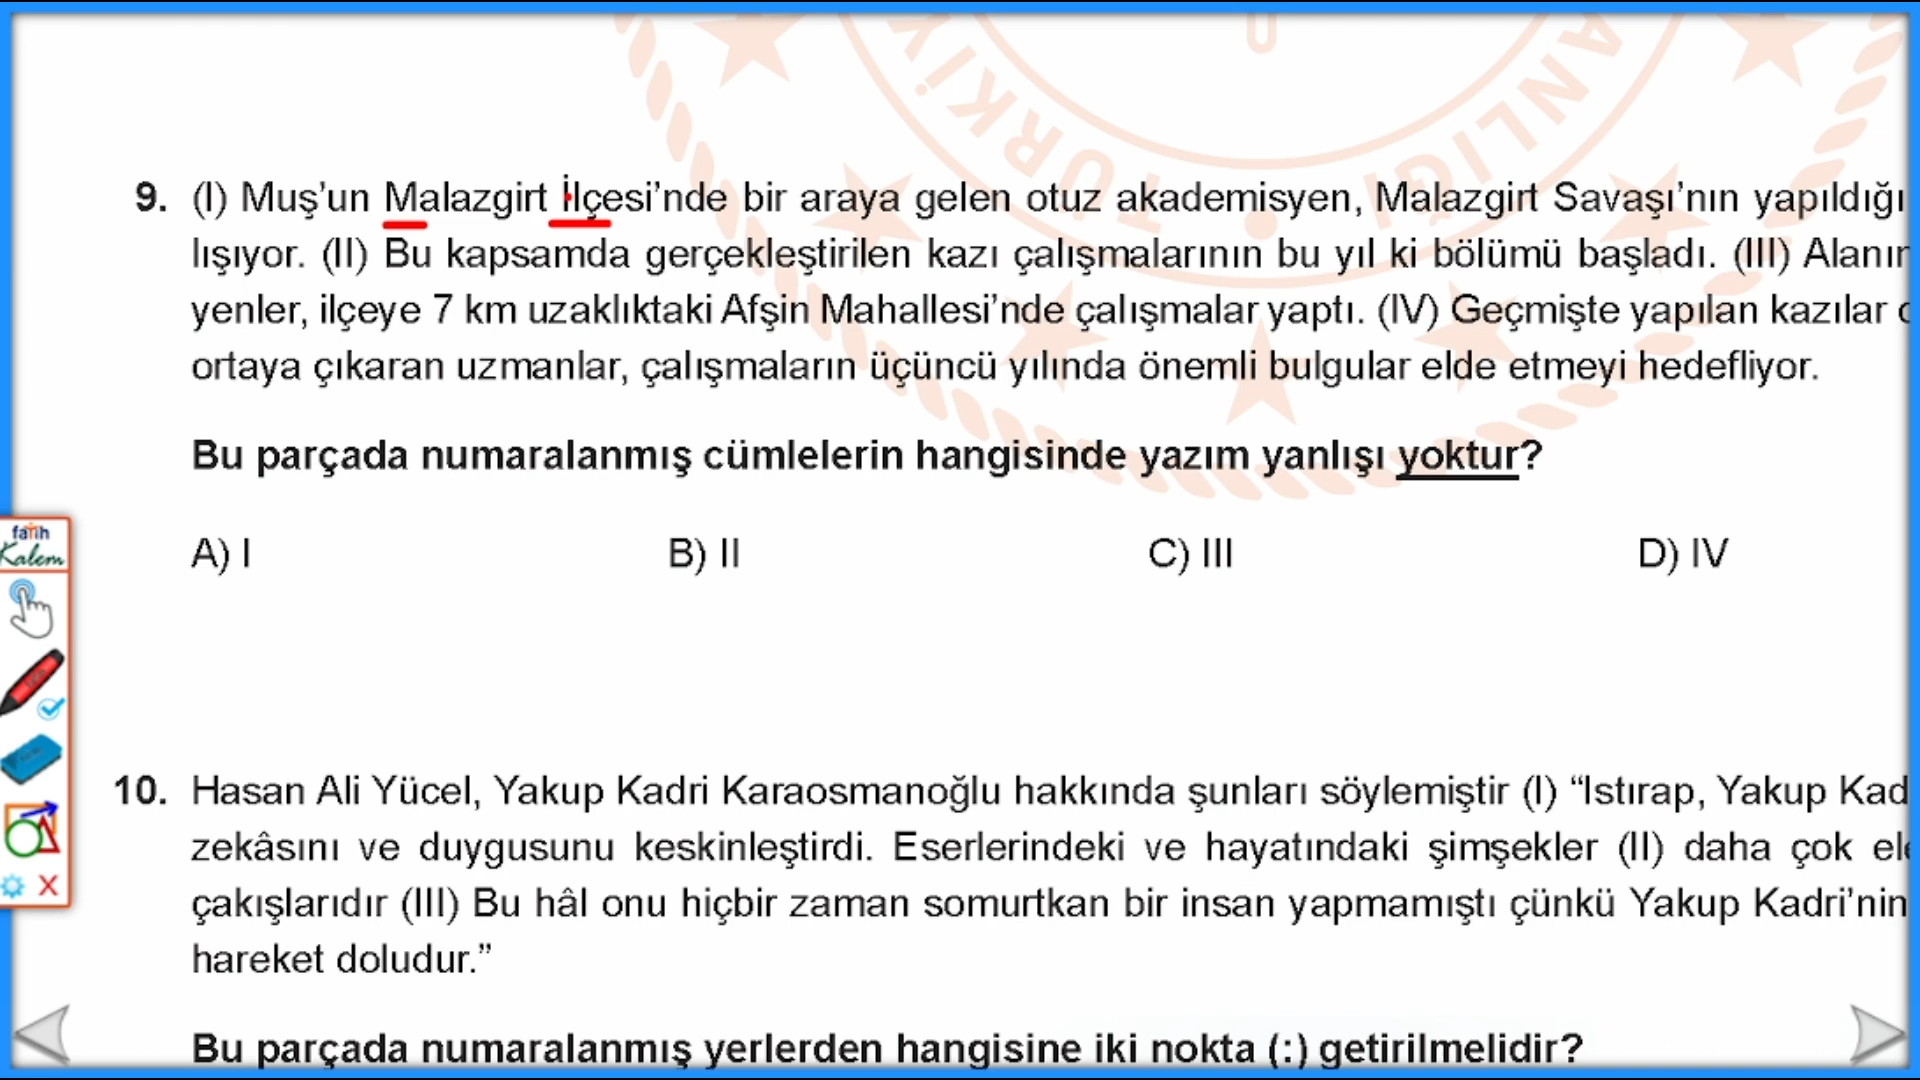 TÜRKİY
ANLIĞI
9. (I) Muş’un Malazgirt İlçesi’nde bir araya gelen otuz akademisyen, Malazgirt Savaşı’nın yapıldığı
lışıyor. (II) Bu kapsamda gerçekleştirilen kazı çalışmalarının bu yıl ki bölümü başladı. (III)
yenler, ilçeye 7 km uzaklıktaki Afşin Mahallesi’nde çalışmalar yaptı. (IV) Geçmişte yapılan kazılar
ortaya çıkaran uzmanlar, çalışmaların üçüncü yılında önemli bulgular elde etmeyi hedefliyor.
Bu parçada numaralanmış cümlelerin hangisinde yazım yanlışı yoktur?
A) I B) II C) III D) IV
fatih
Kalem
10. Hasan Ali Yücel, Yakup Kadri Karaosmanoğlu hakkında şunları söylemiştir (I) “Istırap, Yakup Kad
zekâsını ve duygusunu keskinleştirdi. Eserlerindeki ve hayatındaki şimşekler (II) daha çok
çakışlarıdır (III) Bu hâl onu hiçbir zaman somurtkan bir insan yapmamıştı çünkü Yakup Kadri’nin
hareket doludur.”
Bu parçada numaralanmış yerlerden hangisine iki nokta (:) getirilmelidir?